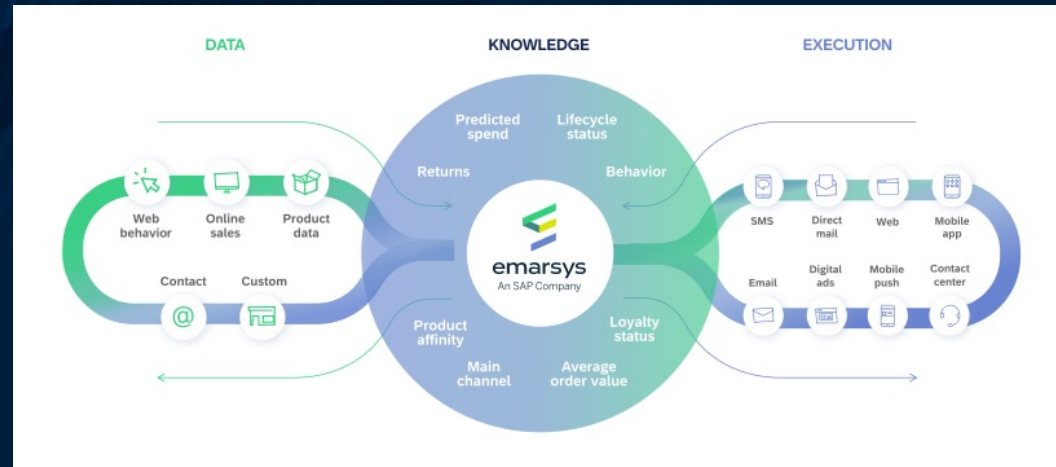 DATA
KNOWLEDGE
EXECUTION
Predicted
spend
Lifecycle
status
Returns
Behavior
Web
behavior
Online
sales
Product
data
Contact
Custom
emarsys
An SAP Company
Product
affinity
Loyalty
status
Main
channel
Average
order value
SMS
Direct
mail
Web
Mobile
app
Email
Digital
ads
Mobile
push
Contact
center